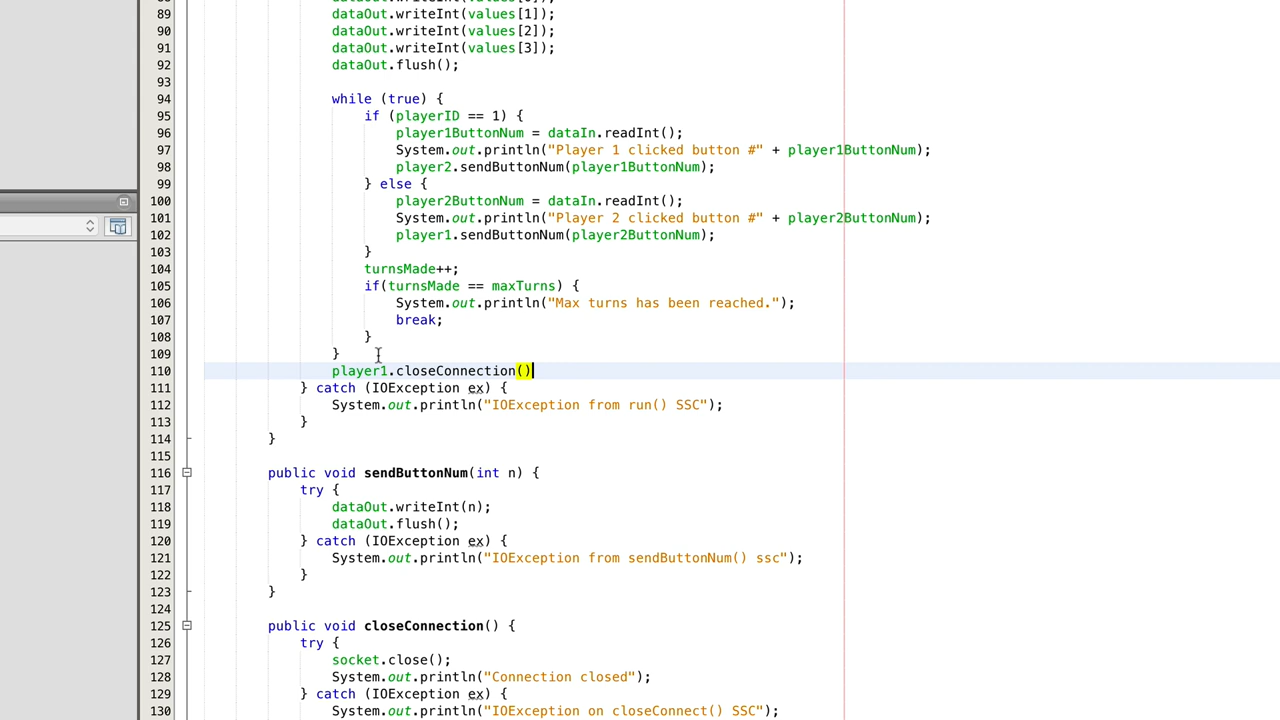 89 dataOut.writeInt(values[1]);
90 dataOut.writeInt(values[2]);
91 dataOut.writeInt(values[3]);
92 dataOut.flush();
93
94 while (true) {
95 if (playerID == 1) {
96 player1ButtonNum = dataIn.readInt();
97 System.out.println("Player 1 clicked button #" + player1ButtonNum);
98 player2.sendButtonNum(player1ButtonNum);
99 } else {
100 player2ButtonNum = dataIn.readInt();
101 System.out.println("Player 2 clicked button #" + player2ButtonNum);
102 player1.sendButtonNum(player2ButtonNum);
103 }
104 turnsMade++;
105 if(turnsMade == maxTurns) {
106 System.out.println("Max turns has been reached.");
107 break;
108 }
109 }
110 player1.closeConnection()
111 } catch (IOException ex) {
112 System.out.println("IOException from run() SSC");
113 }
114 }
115
116 public void sendButtonNum(int n) {
117 try {
118 dataOut.writeInt(n);
119 dataOut.flush();
120 } catch (IOException ex) {
121 System.out.println("IOException from sendButtonNum() ssc");
122 }
123 }
124
125 public void closeConnection() {
126 try {
127 socket.close();
128 System.out.println("Connection closed");
129 } catch (IOException ex) {
130 System.out.println("IOException on closeConnect() SSC");